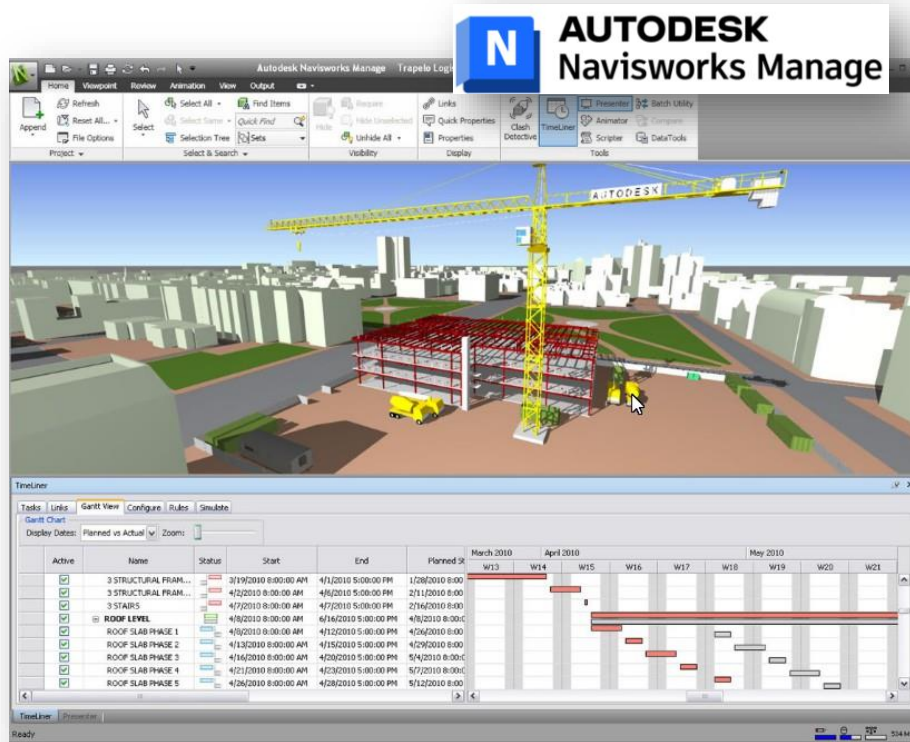 N AUTODESK
Navisworks Manage
Autodesk Navisworks Manage Trapelo Logi
Home Viewpoint Review Animation View Output
Append
Refresh
Reset All...
File Options
Project
Select
Select All
Select Same
Selection Tree
Find Items
Quick Find
Sets
Select & Search
Hide
Require
Hide Unselected
Unhide All
Visibility
Links
Quick Properties
Properties
Display
Clash
Detective
TimeLiner
Presenter
Animator
Scripter
Batch Utility
Compare
DataTools
Tools
AUTODESK
TimeLiner
Tasks Links Gantt View Configure Rules Simulate
Gantt Chart
Display Dates: Planned vs Actual Zoom:
Active Name Status Start End Planned St
March 2010 April 2010 May 2010
W13 W14 W15 W16 W17 W18 W19 W20 W21
3 STRUCTURAL FRAM... 3/19/2010 8:00:00 AM 4/1/2010 5:00:00 PM 1/28/2010 8:00
3 STRUCTURAL FRAM... 4/2/2010 8:00:00 AM 4/6/2010 5:00:00 PM 2/11/2010 8:00
3 STAIRS 4/7/2010 8:00:00 AM 4/7/2010 5:00:00 PM 2/16/2010 8:00
ROOF LEVEL 4/8/2010 8:00:00 AM 6/16/2010 5:00:00 PM 4/8/2010 8:00:0
ROOF SLAB PHASE 1 4/8/2010 8:00:00 AM 4/12/2010 5:00:00 PM 4/26/2010 8:00
ROOF SLAB PHASE 2 4/13/2010 8:00:00 AM 4/15/2010 5:00:00 PM 4/29/2010 8:00
ROOF SLAB PHASE 3 4/16/2010 8:00:00 AM 4/20/2010 5:00:00 PM 5/4/2010 8:00:0
ROOF SLAB PHASE 4 4/21/2010 8:00:00 AM 4/23/2010 5:00:00 PM 5/7/2010 8:00:0
ROOF SLAB PHASE 5 4/26/2010 8:00:00 AM 4/28/2010 5:00:00 PM 5/12/2010 8:00
TimeLiner Presenter
Ready